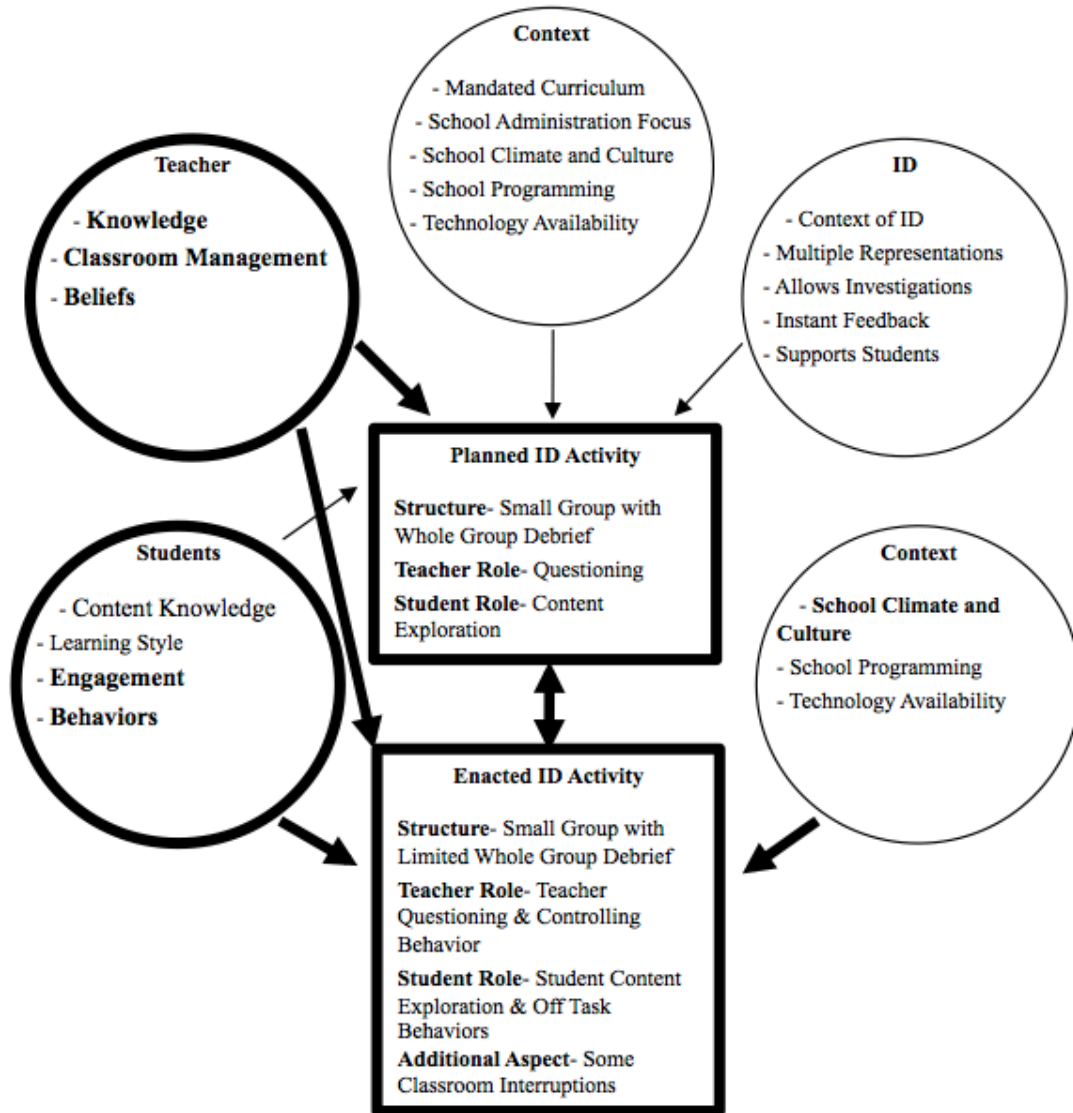 Context
- Mandated Curriculum
- School Administration Focus
- School Climate and Culture
- School Programming
- Technology Availability
Teacher
- Knowledge
- Classroom Management
- Beliefs
ID
- Context of ID
- Multiple Representations
- Allows Investigations
- Instant Feedback
- Supports Students
Planned ID Activity
Structure- Small Group with
Whole Group Debrief
Teacher Role- Questioning
Student Role- Content
Exploration
Students
- Content Knowledge
- Learning Style
- Engagement
- Behaviors
Context
- School Climate and
Culture
- School Programming
- Technology Availability
Enacted ID Activity
Structure- Small Group with
Limited Whole Group Debrief
Teacher Role- Teacher
Questioning & Controlling
Behavior
Student Role- Student Content
Exploration & Off Task
Behaviors
Additional Aspect- Some
Classroom Interruptions